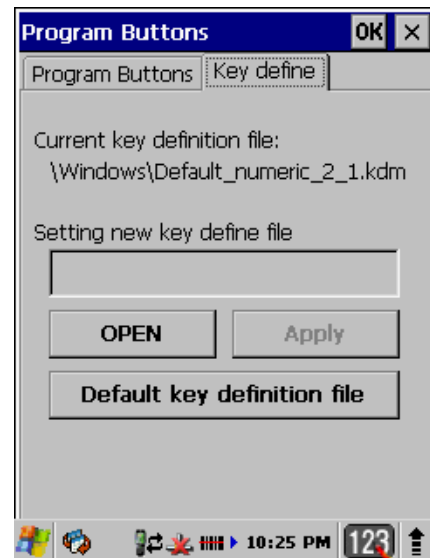 Program Buttons OK ×
Program Buttons Key define
Current key definition file:
\Windows\Default_numeric_2_1.kdm
Setting new key define file
OPEN Apply
Default key definition file
10:25 PM 123